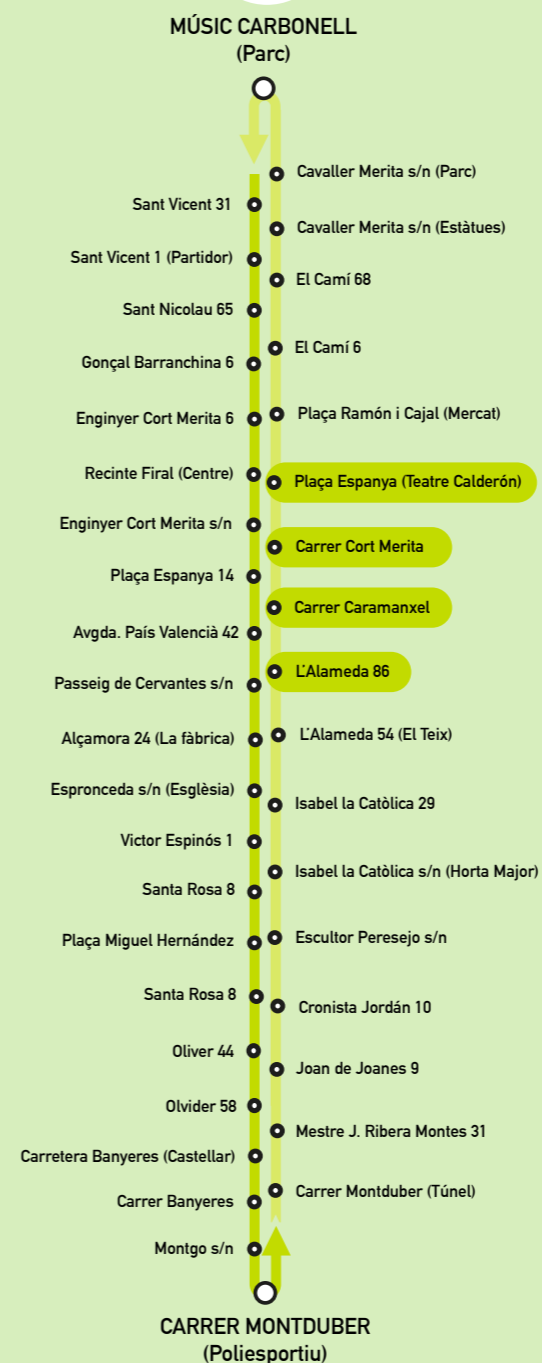 MÚSIC CARBONELL
(Parc)
Cavaller Merita s/n (Parc)
Sant Vicent 31
Cavaller Merita s/n (Estàtues)
Sant Vicent 1 (Partidor)
El Camí 68
Sant Nicolau 65
El Camí 6
Gonçal Barranchina 6
Plaça Ramón i Cajal (Mercat)
Enginyer Cort Merita 6
Recinte Firal (Centre)
Plaça Espanya (Teatre Calderón)
Enginyer Cort Merita s/n
Carrer Cort Merita
Plaça Espanya 14
Carrer Caramanxel
Avgda. País Valencià 42
L'Alameda 86
Passeig de Cervantes s/n
L'Alameda 54 (El Teix)
Alçamora 24 (La fàbrica)
Espronceda s/n (Esglèsia)
Isabel la Catòlica 29
Victor Espinós 1
Isabel la Catòlica s/n (Horta Major)
Santa Rosa 8
Escultor Peresejo s/n
Plaça Miguel Hernández
Santa Rosa 8
Cronista Jordán 10
Oliver 44
Joan de Joanes 9
Olvider 58
Mestre J. Ribera Montes 31
Carretera Banyeres (Castellar)
Carrer Montduber (Túnel)
Carrer Banyeres
Montgo s/n
CARRER MONTDUBER
(Poliesportiu)